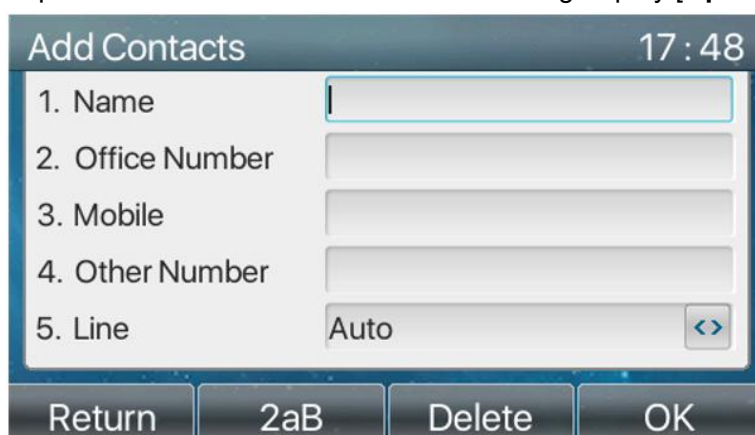 Add Contacts 17:48
1. Name
2. Office Number
3. Mobile
4. Other Number
5. Line Auto <>
Return 2aB Delete OK